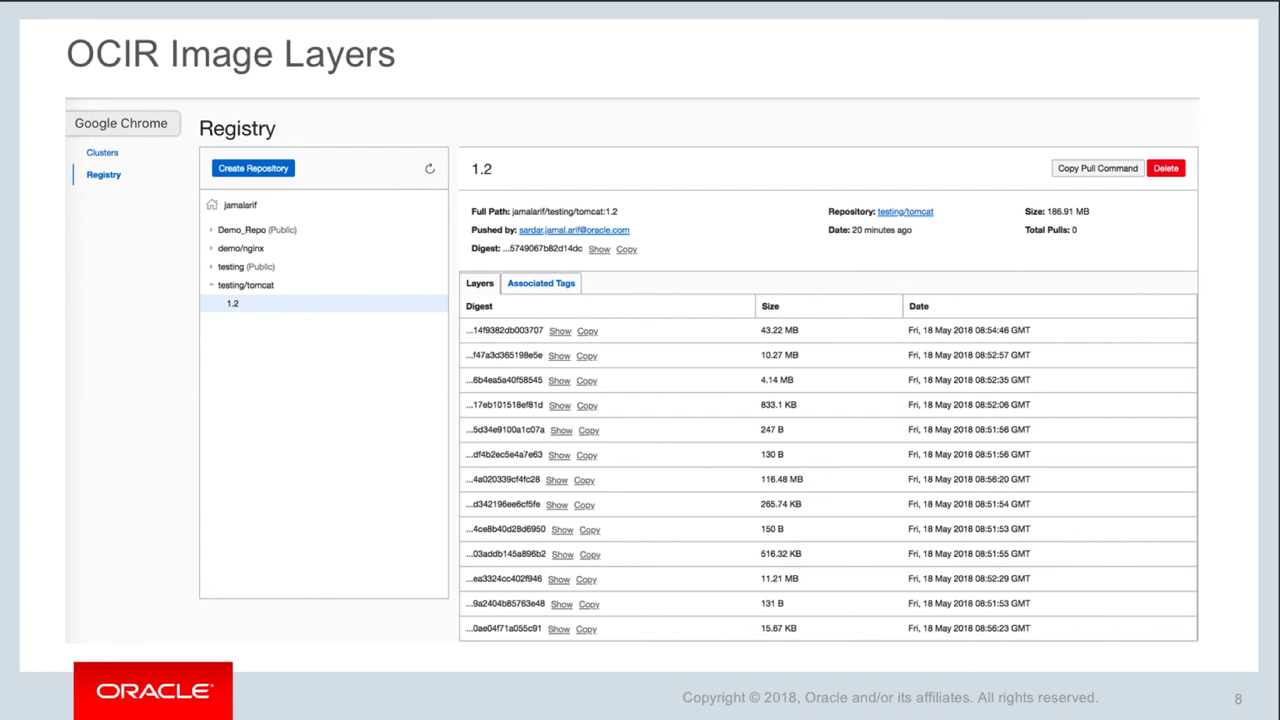 OCIR Image Layers
Google Chrome
Clusters
Registry
Registry
Create Repository
jamalarif
Demo_Repo (Public)
demo/nginx
testing (Public)
testing/tomcat
1.2
1.2
Copy Pull Command Delete
Full Path: jamalarif/testing/tomcat:1.2 Repository: testing/tomcat Size: 186.91 MB
Pushed by: sardar.jamal.arif@oracle.com Date: 20 minutes ago Total Pulls: 0
Digest: ...5749067b82d14dc Show Copy
Layers Associated Tags
Digest Size Date
...14f9382db003707 Show Copy 43.22 MB Fri, 18 May 2018 08:54:46 GMT
...f47a3d365198e5e Show Copy 10.27 MB Fri, 18 May 2018 08:52:57 GMT
...6b4ea5a40f58545 Show Copy 4.14 MB Fri, 18 May 2018 08:52:35 GMT
...17eb101518ef81d Show Copy 833.1 KB Fri, 18 May 2018 08:52:06 GMT
...5d34e9100a1c07a Show Copy 247 B Fri, 18 May 2018 08:51:56 GMT
...df4b2ec5e4a7e63 Show Copy 130 B Fri, 18 May 2018 08:51:56 GMT
...4a020339cf4fc28 Show Copy 116.48 MB Fri, 18 May 2018 08:56:20 GMT
...d342196ee6cf5fe Show Copy 265.74 KB Fri, 18 May 2018 08:51:54 GMT
...4ce8b40d28d6950 Show Copy 150 B Fri, 18 May 2018 08:51:53 GMT
...03addb145a896b2 Show Copy 516.32 KB Fri, 18 May 2018 08:51:55 GMT
...ea3324cc402f946 Show Copy 11.21 MB Fri, 18 May 2018 08:52:29 GMT
...9a2404b85763e48 Show Copy 131 B Fri, 18 May 2018 08:51:53 GMT
...0ae04f71a055c91 Show Copy 15.67 KB Fri, 18 May 2018 08:56:23 GMT
ORACLE®
Copyright © 2018, Oracle and/or its affiliates. All rights reserved. 8